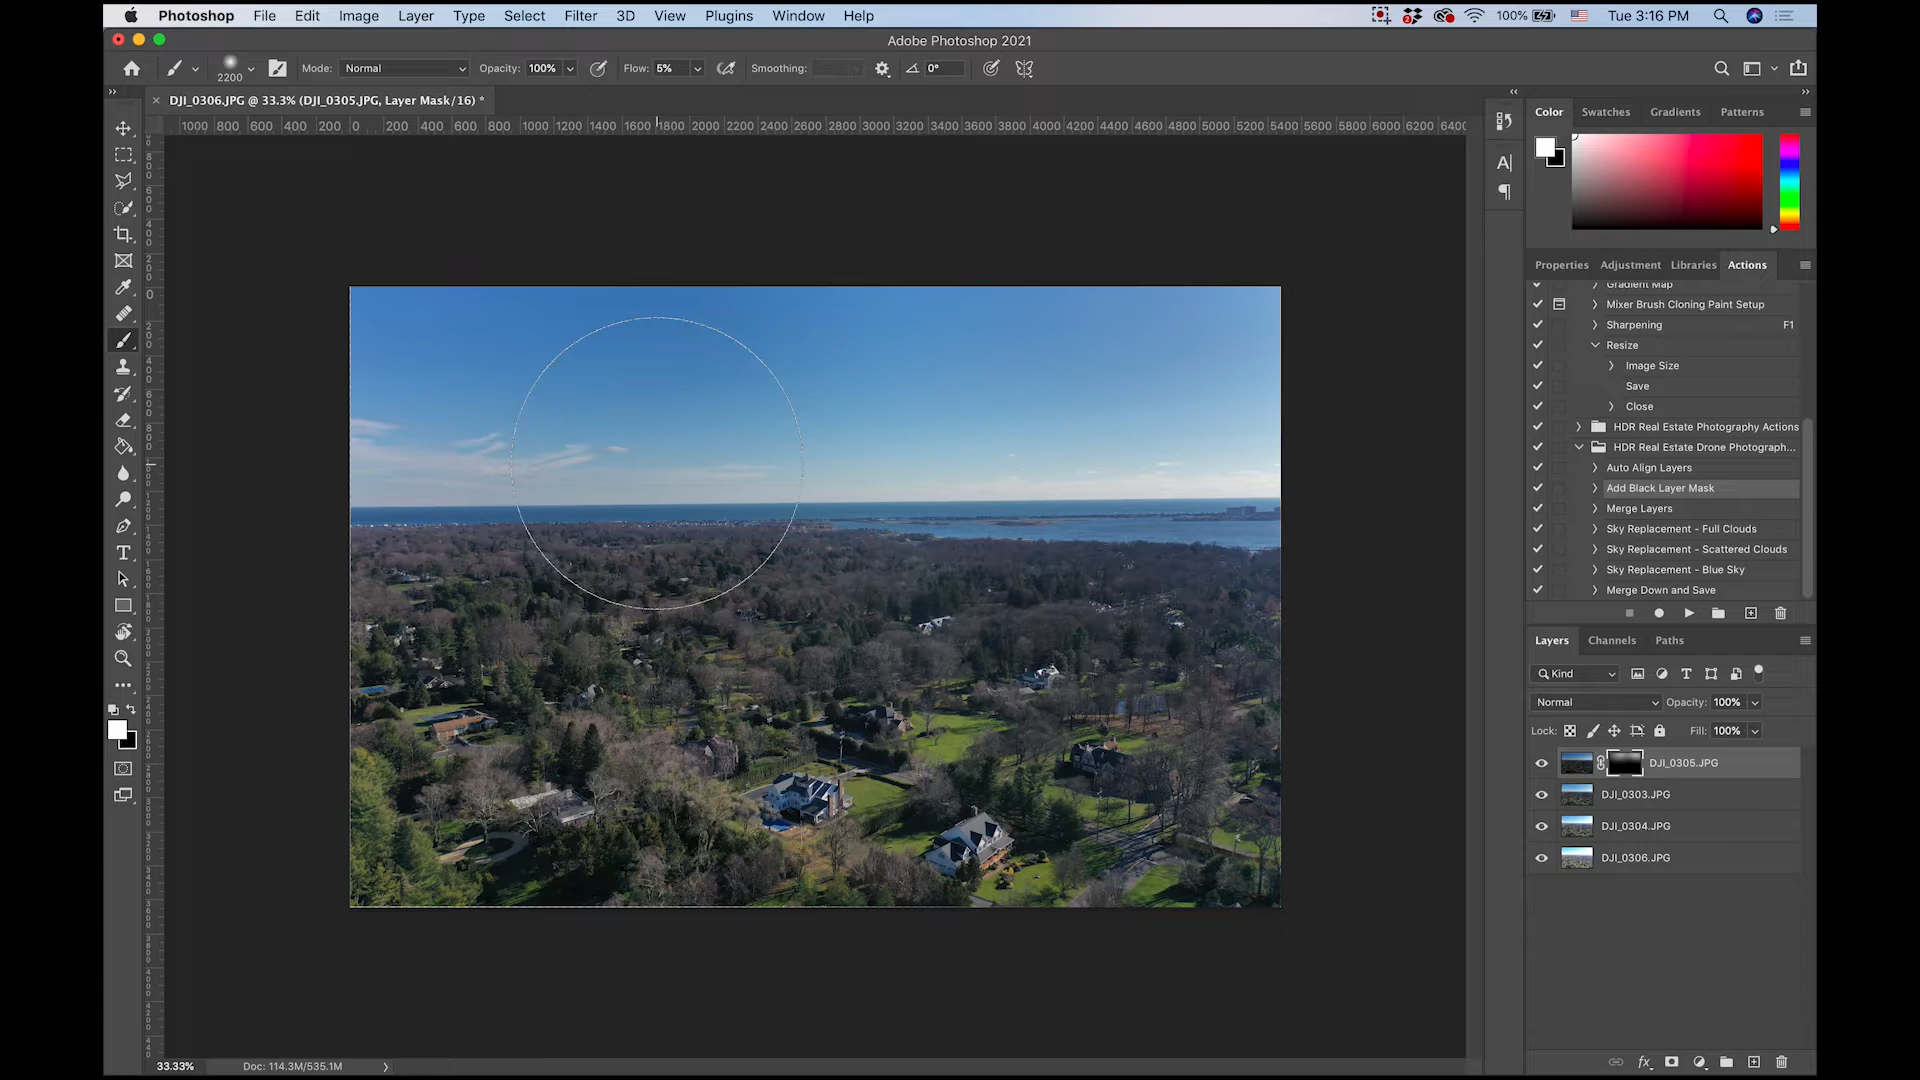 Photoshop File Edit Image Layer Type Select Filter 3D View Plugins Window Help 100% Tue 3:16 PM
Adobe Photoshop 2021
2200 Mode: Normal Opacity: 100% Flow: 5% Smoothing: 0°
DJI_0306.JPG @ 33.3% (DJI_0305.JPG, Layer Mask/16) *
1000 800 600 400 200 0 200 400 600 800 1000 1200 1400 1600 1800 2000 2200 2400 2600 2800 3000 3200 3400 3600 3800 4000 4200 4400 4600 4800 5000 5200 5400 5600 5800 6000 6200 6400
Color Swatches Gradients Patterns
Properties Adjustment Libraries Actions
Gradient Map
Mixer Brush Cloning Paint Setup
Sharpening F1
Resize
Image Size
Save
Close
HDR Real Estate Photography Actions
HDR Real Estate Drone Photograph...
Auto Align Layers
Add Black Layer Mask
Merge Layers
Sky Replacement - Full Clouds
Sky Replacement - Scattered Clouds
Sky Replacement - Blue Sky
Merge Down and Save
Layers Channels Paths
Kind
Normal Opacity: 100%
Lock: Fill: 100%
DJI_0305.JPG
DJI_0303.JPG
DJI_0304.JPG
DJI_0306.JPG
33.33% Doc: 114.3M/535.1M